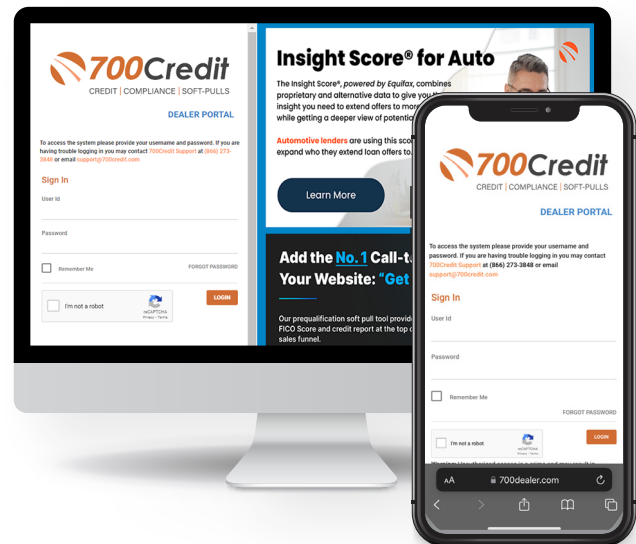 700Credit
CREDIT | COMPLIANCE | SOFT-PULLS
DEALER PORTAL
To access the system please provide your username and password. If you are
having trouble logging in you may contact 700Credit Support at (866) 273-
3848 or email support@700credit.com
Sign In
User Id
Password
Remember Me
FORGOT PASSWORD
I'm not a robot
reCAPTCHA
Privacy - Terms
LOGIN
Insight Score® for Auto
The Insight Score®, powered by Equifax, combines
proprietary and alternative data to give you
insight you need to extend offers to more
while getting a deeper view of
Automotive lenders are using this
expand who they extend loan offers to.
Learn More
Add the No. 1
Your Website: “Get
Our prequalification soft pull tool
FICO Score and credit report at the top
sales funnel.
700Credit
CREDIT | COMPLIANCE | SOFT-PULLS
DEALER PORTAL
To access the system please provide your username and
password. If you are having trouble logging in you may contact
700Credit Support at (866) 273-3848 or email
support@700credit.com
Sign In
User Id
Password
Remember Me
FORGOT PASSWORD
I'm not a robot
reCAPTCHA
Privacy - Terms
LOGIN
AA
700dealer.com